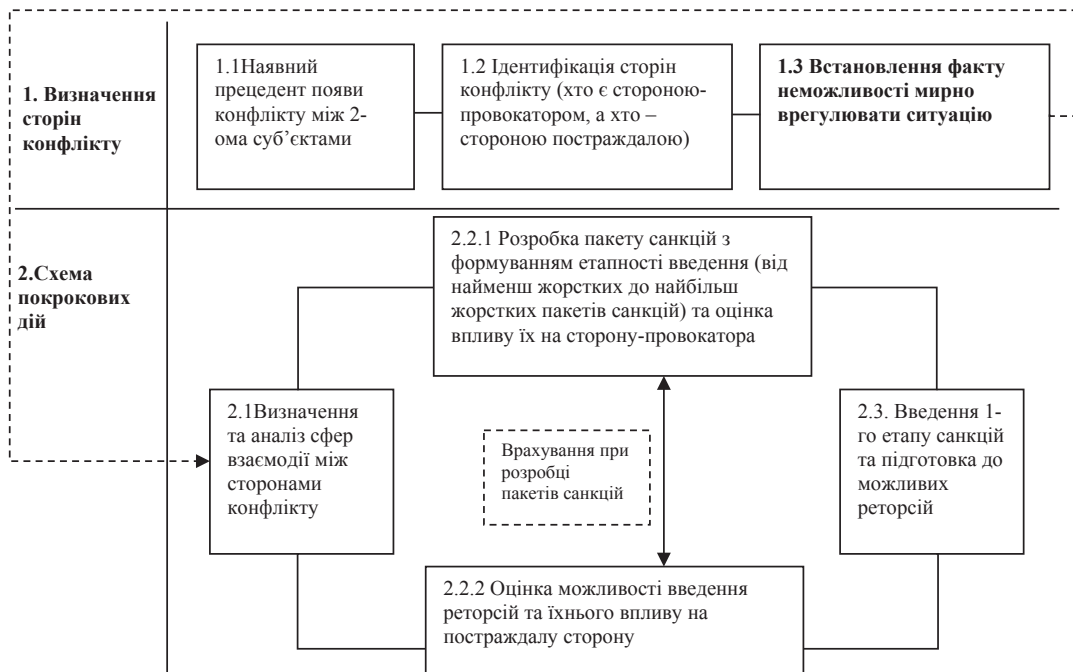 1. Визначення
сторін
конфлікту
1.1Наявний
прецедент появи
конфлікту між 2-
ома суб’єктами
1.2 Ідентифікація сторін
конфлікту (хто є стороною-
провокатором, а хто –
стороною постраждалою)
1.3 Встановлення факту
неможливості мирно
врегулювати ситуацію
2.Схема
покрокових
дій
2.2.1 Розробка пакету санкцій з
формуванням етапності введення (від
найменш жорстких до найбільш
жорстких пакетів санкцій) та оцінка
впливу їх на сторону-провокатора
2.1Визначення
та аналіз сфер
взаємодії між
сторонами
конфлікту
Врахування при
розробці
пакетів санкцій
2.3. Введення 1-
го етапу санкцій
та підготовка до
можливих
реторсій
2.2.2 Оцінка можливості введення
реторсій та їхнього впливу на
постраждалу сторону